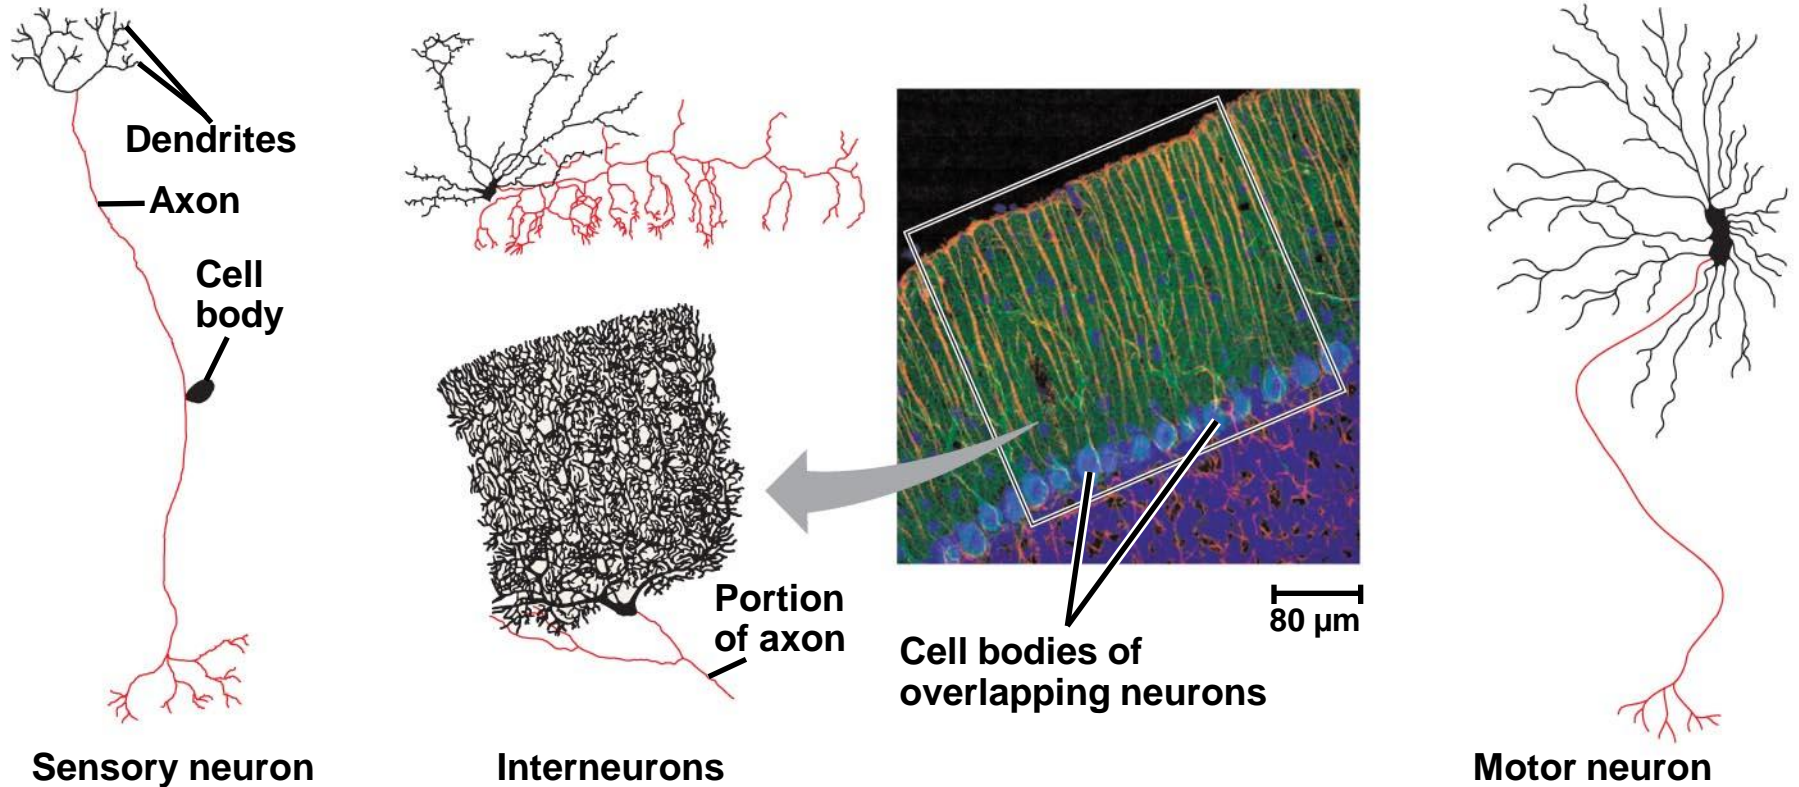 Dendrites
Axon
Cell
body
Portion
of axon
80 µm
Cell bodies of
overlapping neurons
Sensory neuron
Interneurons
Motor neuron